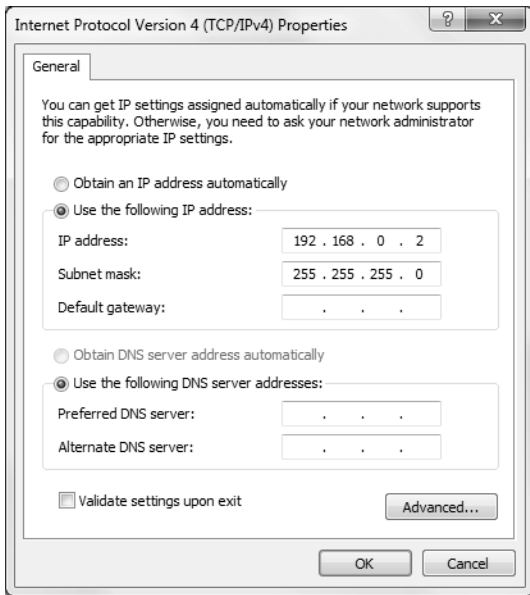 Internet Protocol Version 4 (TCP/IPv4) Properties
General
You can get IP settings assigned automatically if your network supports
this capability. Otherwise, you need to ask your network administrator
for the appropriate IP settings.
Obtain an IP address automatically
Use the following IP address:
IP address: 192 . 168 . 0 . 2
Subnet mask: 255 . 255 . 255 . 0
Default gateway: . . .
Obtain DNS server address automatically
Use the following DNS server addresses:
Preferred DNS server: . . .
Alternate DNS server: . . .
Validate settings upon exit
Advanced...
OK Cancel